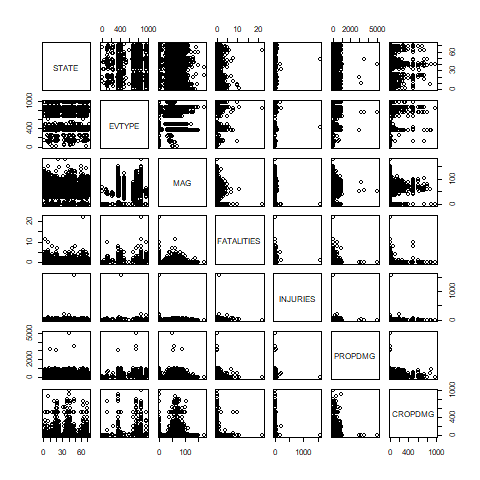 0 400 1000 0 10 20 0 2000 5000
STATE 0 30 60
0 400 1000 EVTYPE
MAG 0 100
0 10 20 FATALITIES
INJURIES 0 1000
0 2000 5000 PROPDMG
CROPDMG 0 400 1000
0 30 60 0 100 0 1000 0 400 1000